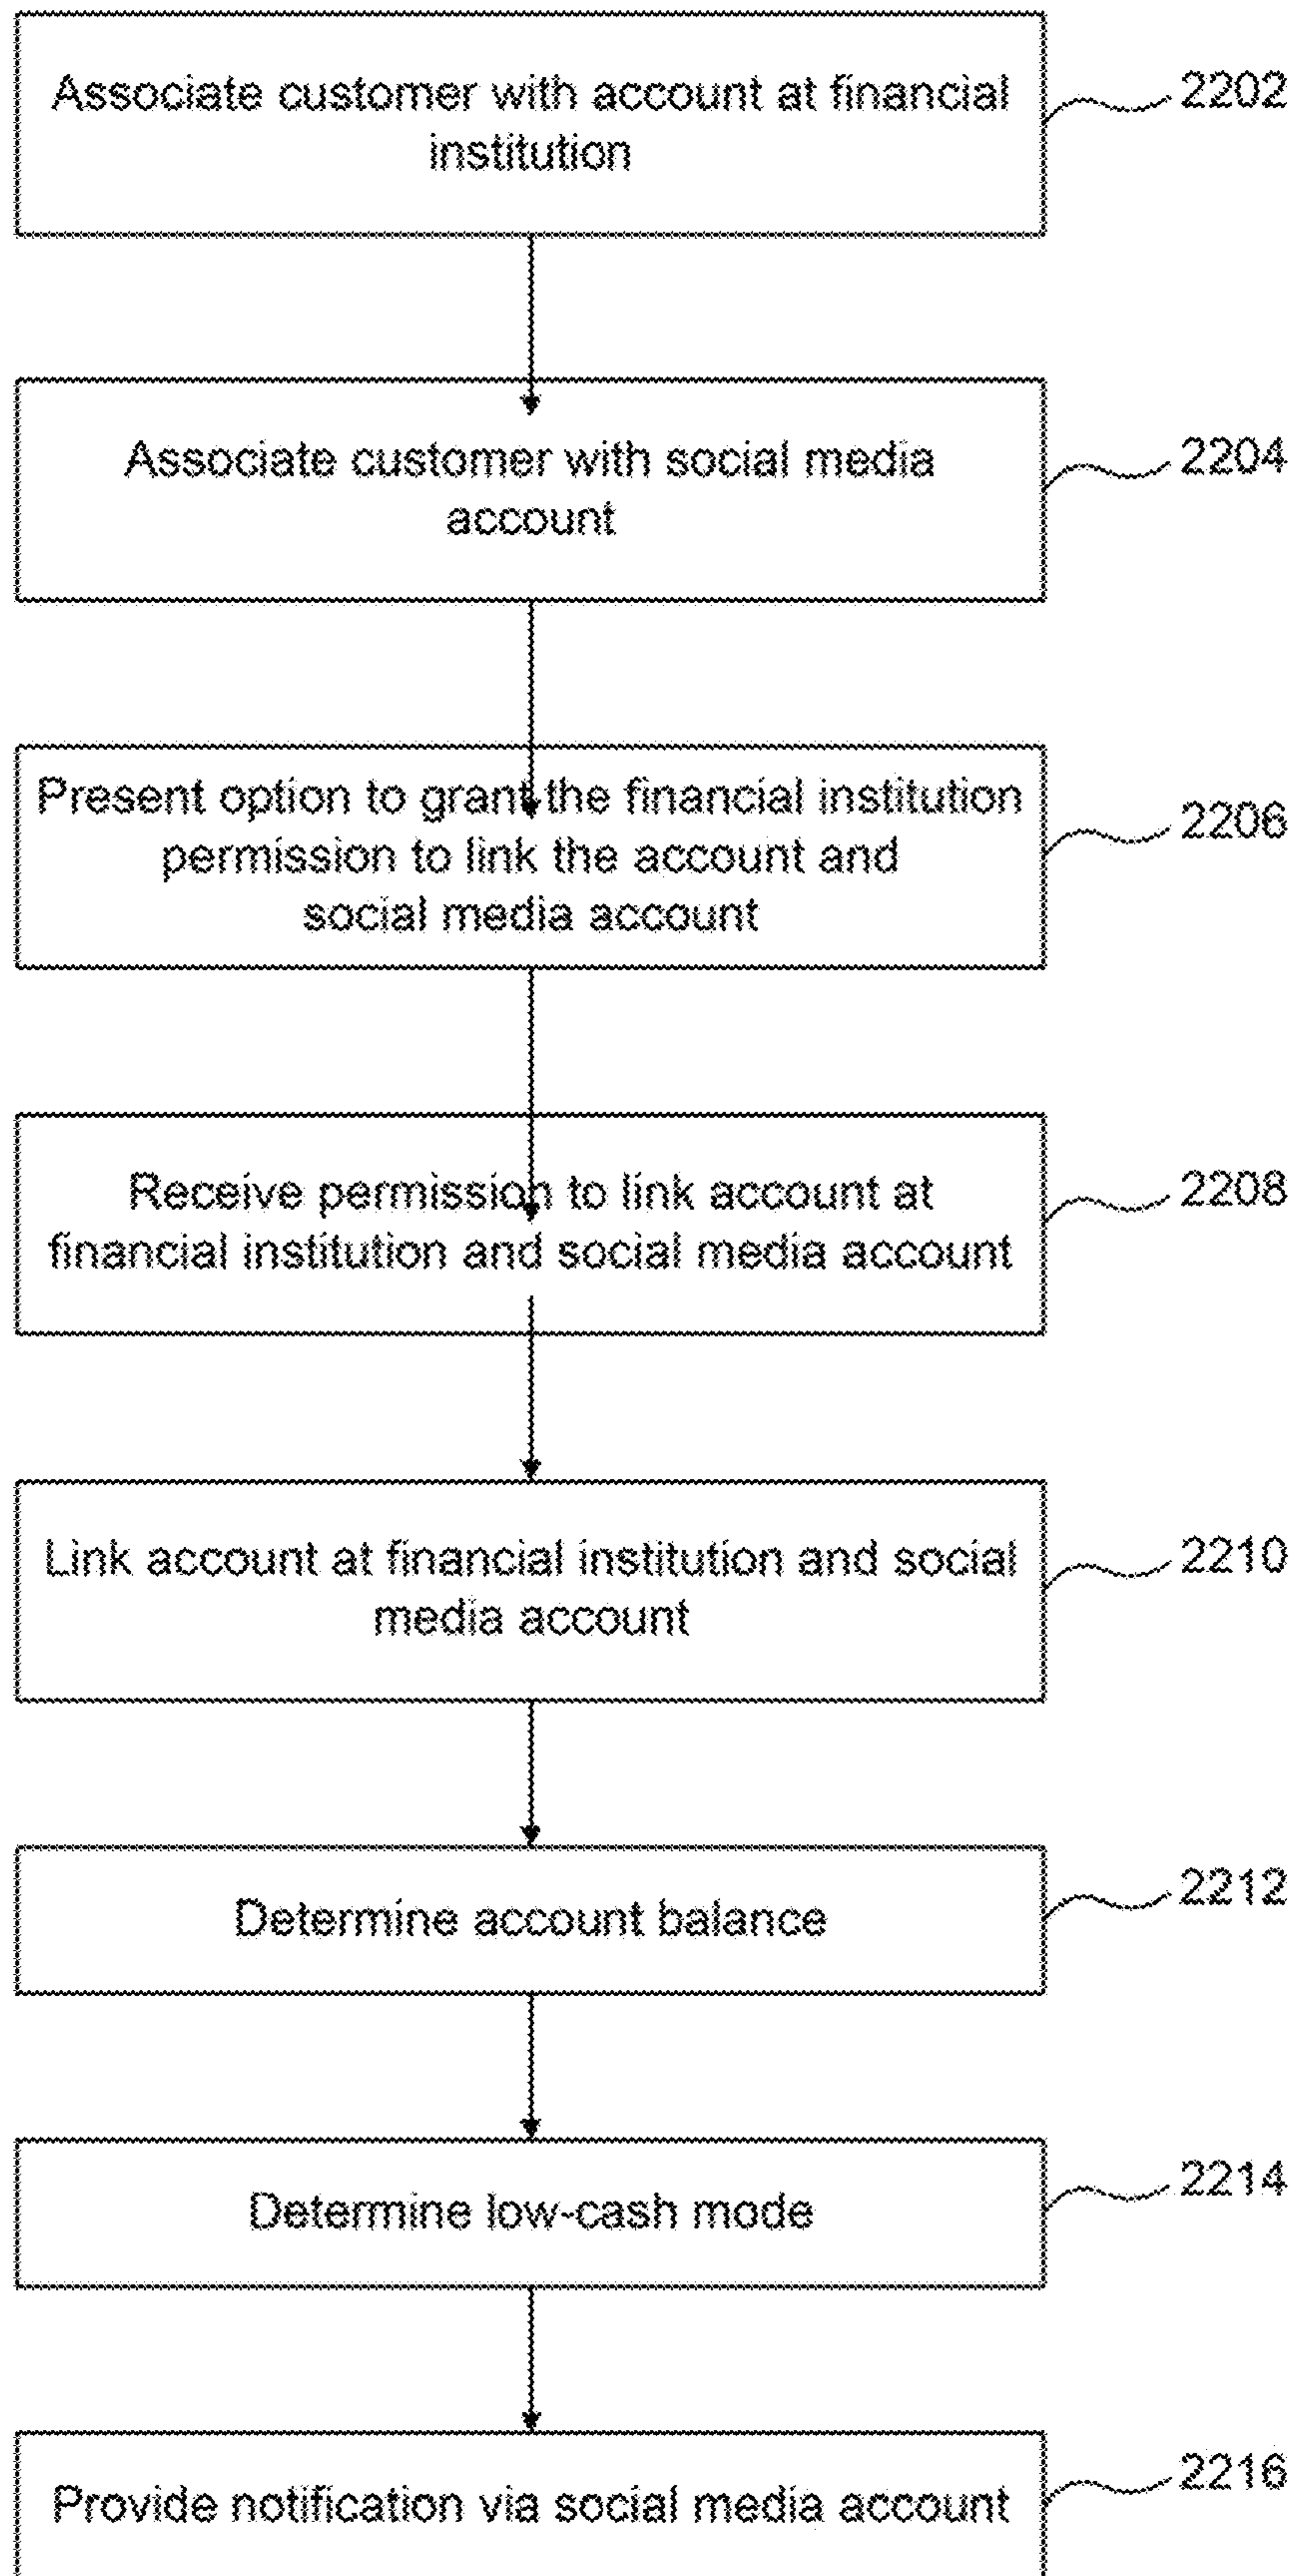 Associate customer with account at financial
institution
2202
Associate customer with social media
account
2204
Present option to grant the financial institution
permission to link the account and
social media account
2206
Receive permission to link account at
financial institution and social media account
2208
Link account at financial institution and social
media account
2210
Determine account balance
2212
Determine low-cash mode
2214
Provide notification via social media account
2216